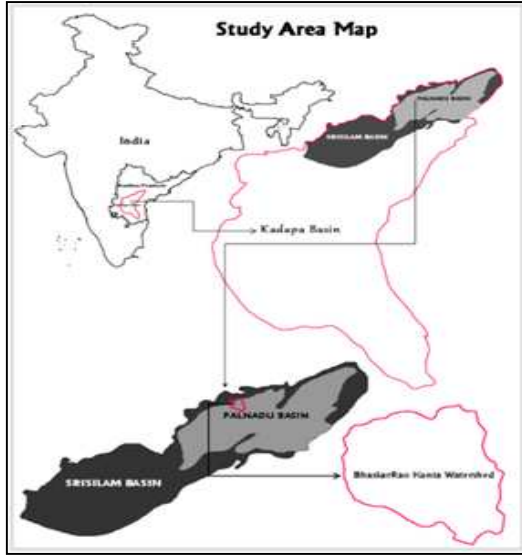 Study Area Map
PALNADU BASIN
SRISILAM BASIN
India
Kadapa Basin
PALNADU BASIN
SRISILAM BASIN
BhaskarRao Kunta Watershed